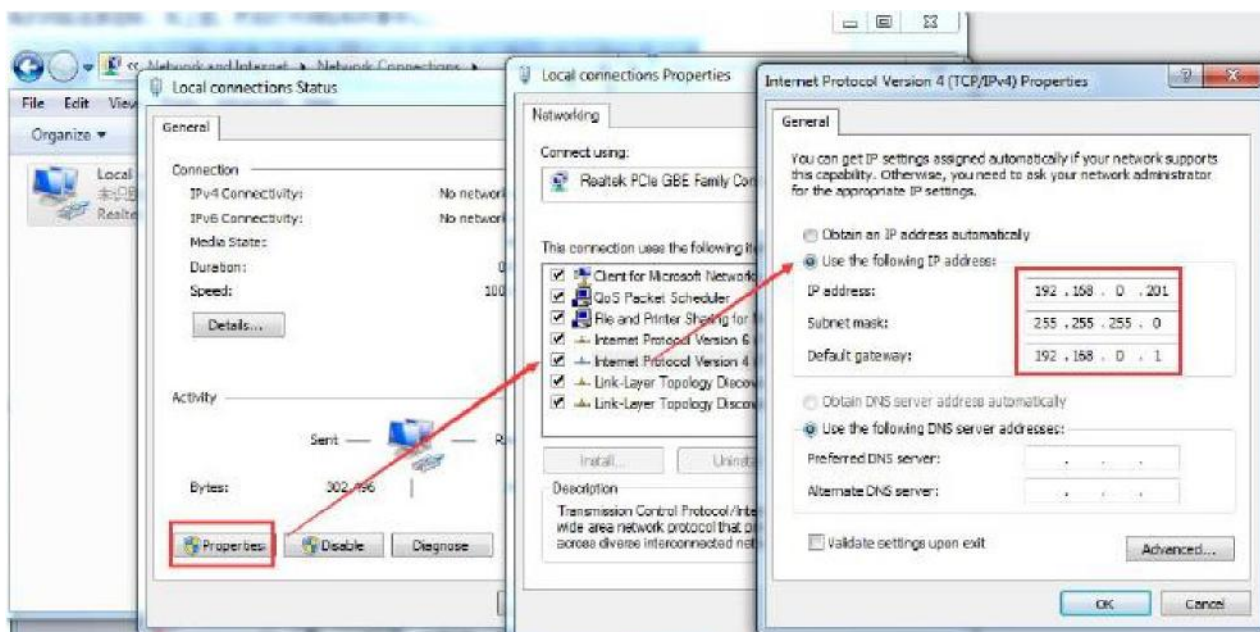 Network and Internet ▸ Network Connections ▸
File Edit View
Organize ▾
Local
Realte
Local connections Status
General
Connection
IPv4 Connectivity: No network
IPv6 Connectivity: No network
Media State:
Duration: 0
Speed: 100
Details...
Activity
Sent — — R
Bytes: 302,496
Properties Disable Diagnose
Local connections Properties
Networking
Connect using:
Realtek PCIe GBE Family Con
This connection uses the following ite
Client for Microsoft Network
QoS Packet Scheduler
File and Printer Sharing for M
Internet Protocol Version 6
Internet Protocol Version 4
Link-Layer Topology Discov
Link-Layer Topology Discov
Install... Uninsta
Description
Transmission Control Protocol/Inte
wide area network protocol that p
across diverse interconnected net
Internet Protocol Version 4 (TCP/IPv4) Properties
General
You can get IP settings assigned automatically if your network supports
this capability. Otherwise, you need to ask your network administrator
for the appropriate IP settings.
Obtain an IP address automatically
Use the following IP address:
IP address: 192 . 168 . 0 . 201
Subnet mask: 255 . 255 . 255 . 0
Default gateway: 192 . 168 . 0 . 1
Obtain DNS server address automatically
Use the following DNS server addresses:
Preferred DNS server: . . .
Alternate DNS server: . . .
Validate settings upon exit
Advanced...
OK Cancel